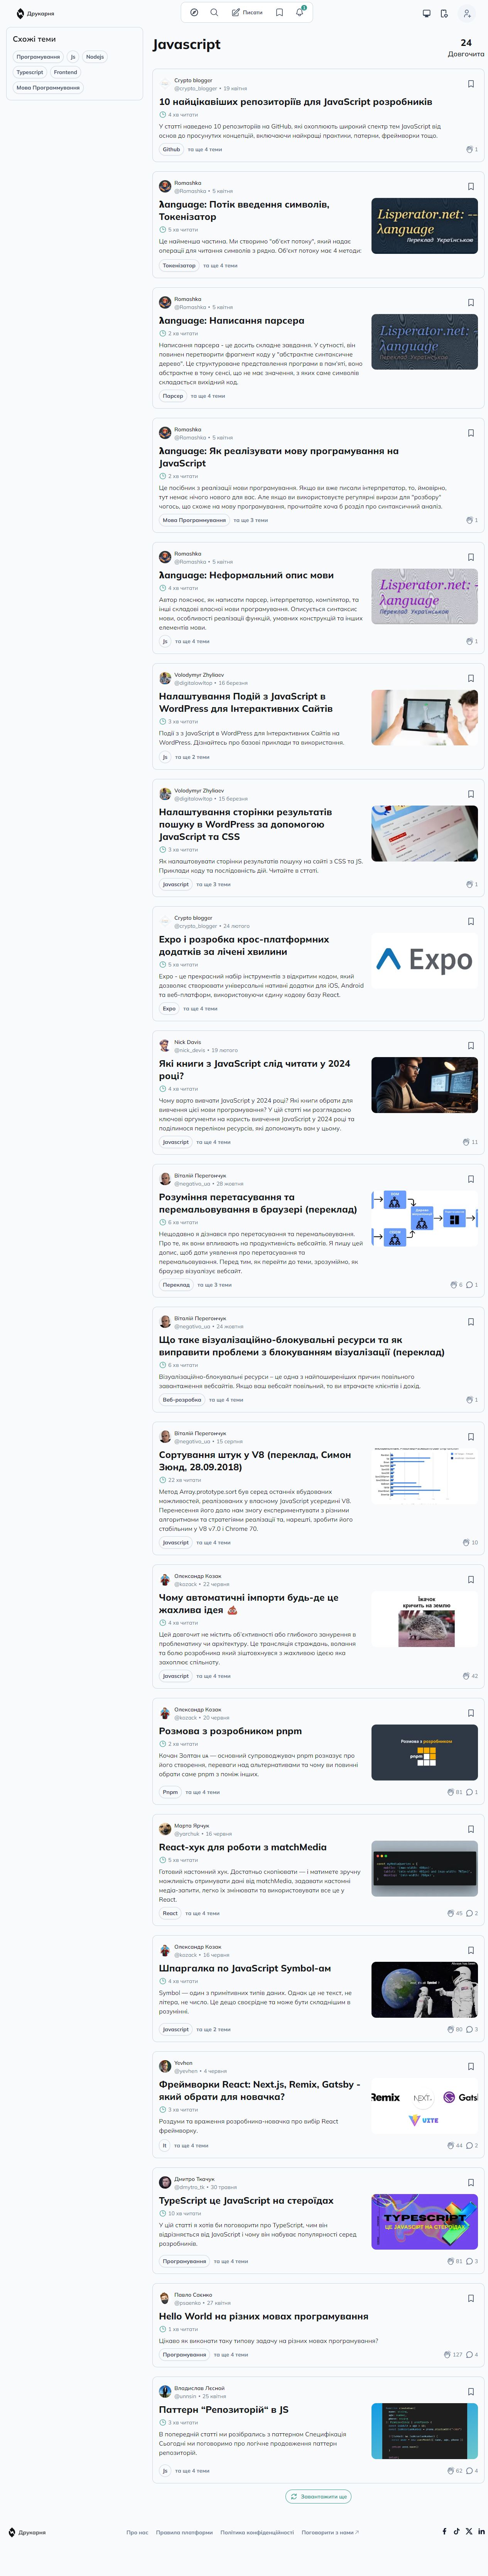 Друкарня
Писати
1
Схожі теми
Програмування
Js
Nodejs
Typescript
Frontend
Мова Программування
Javascript
24
Довгочита
Crypto blogger
@crypto_blogger • 19 квітня
10 найцікавіших репозиторіїв для JavaScript розробників
4 хв читати
У статті наведено 10 репозиторіїв на GitHub, які охоплюють широкий спектр тем JavaScript від
основ до просунутих концепцій, включаючи найкращі практики, патерни, фреймворки тощо.
Github та ще 4 теми
1
Romashka
@Romashka • 5 квітня
λanguage: Потік введення символів,
Токенізатор
5 хв читати
Це найменша частина. Ми створимо "об'єкт потоку", який надає
операції для читання символів з рядка. Об'єкт потоку має 4 методи:
Токенізатор та ще 4 теми
Lisperator.net: --
λanguage
Переклад Українською
Romashka
@Romashka • 5 квітня
λanguage: Написання парсера
2 хв читати
Написання парсера - це досить складне завдання. У сутності, він
повинен перетворити фрагмент коду у "абстрактне синтаксичне
дерево". Це структуроване представлення програми в пам'яті, воно
абстрактне в тому сенсі, що не має значення, з яких саме символів
складається вихідний код.
Парсер та ще 4 теми
Lisperator.net: -
λanguage
Переклад Українською
Romashka
@Romashka • 5 квітня
λanguage: Як реалізувати мову програмування на
JavaScript
2 хв читати
Це посібник з реалізації мови програмування. Якщо ви вже писали інтерпретатор, то, ймовірно,
тут немає нічого нового для вас. Але якщо ви використовуєте регулярні вирази для "разбору"
чогось, що схоже на мову програмування, прочитайте хоча б розділ про синтаксичний аналіз.
Мова Программування та ще 3 теми
1
Romashka
@Romashka • 5 квітня
λanguage: Неформальний опис мови
4 хв читати
Автор пояснює, як написати парсер, інтерпретатор, компілятор, та
інші складові власної мови програмування. Описується синтаксис
мови, особливості реалізації функцій, умовних конструкцій та інших
елементів мови.
Js та ще 4 теми
1
Lisperator.net: -
λanguage
Переклад Українською
Volodymyr Zhyliaev
@digitalawltop • 16 березня
Налаштування Подій з JavaScript в
WordPress для Інтерактивних Сайтів
3 хв читати
Події з з JavaScript в WordPress для Інтерактивних Сайтів на
WordPress. Дізнайтесь про базові приклади та використання.
Js та ще 2 теми
Volodymyr Zhyliaev
@digitalawltop • 15 березня
Налаштування сторінки результатів
пошуку в WordPress за допомогою
JavaScript та CSS
3 хв читати
Як налаштовувати сторінки результатів пошуку на сайті з CSS та JS.
Приклади коду та послідовність дій. Читайте в статті.
Javascript та ще 3 теми
1
Crypto blogger
@crypto_blogger • 24 лютого
Expo і розробка крос-платформних
додатків за лічені хвилини
5 хв читати
Expo - це прекрасний набір інструментів з відкритим кодом, який
дозволяє створювати універсальні нативні додатки для iOS, Android
та веб-платформ, використовуючи єдину кодову базу React.
Expo та ще 4 теми
Expo
Nick Davis
@nick_davis • 19 лютого
Які книги з JavaScript слід читати у 2024
році?
4 хв читати
Чому варто вивчати JavaScript у 2024 році? Які книги обрати для
вивчення цієї мови програмування? У цій статті ми розглядаємо
ключові аргументи на користь вивчення JavaScript у 2024 році та
поділимося переліком ресурсів, які допоможуть вам у цьому.
Javascript та ще 4 теми
11
Віталій Перегончук
@negativo_ua • 28 жовтня
Розуміння перетасування та
перемальовування в браузері (переклад)
6 хв читати
Нещодавно я дізнався про перетасування та перемальовування.
Про те, як вони впливають на продуктивність вебсайтів. Я пишу цей
допис, щоб дати уявлення про перетасування та
перемальовування. Перед тим, як перейти до теми, зрозуміймо, як
браузер візуалізує вебсайт.
Переклад та ще 3 теми
6 1
Віталій Перегончук
@negativo_ua • 24 жовтня
Що таке візуалізаційно-блокувальні ресурси та як
виправити проблеми з блокуванням візуалізації (переклад)
6 хв читати
Візуалізаційно-блокувальні ресурси – це один з найпоширеніших причин повільного
завантаження вебсайтів. Якщо ваш вебсайт повільний, то ви втрачаєте клієнтів і дохід.
Веб-розробка та ще 4 теми
1
Віталій Перегончук
@negativo_ua • 15 серпня
Сортування штук у V8 (переклад, Симон
Зюнд, 28.09.2018)
22 хв читати
Метод Array.prototype.sort був серед останніх вбудованих
можливостей, реалізованих у власному JavaScript усередині V8.
Перенесення його дало нам змогу експериментувати з різними
алгоритмами та стратегіями реалізації та, нарешті, зробити його
стабільним у V8 v7.0 і Chrome 70.
Javascript та ще 4 теми
10
Олександр Козак
@kozack • 22 червня
Чому автоматичні імпорти будь-де це
жахлива ідея 💩
4 хв читати
Цей довгочит не містить об'єктивності або глибокого занурення в
проблематику чи архітектуру. Це трансляція страждань, волання
та болю розробника який зіштовхнувся з жахливою ідеєю яка
захоплює спільноту.
Javascript та ще 4 теми
42
Їжачок
кричить на землю
Олександр Козак
@kozack • 20 червня
Розмова з розробником pnpm
2 хв читати
Кочан Золтан — основний супроводжувач pnpm розказує про
його створення, переваги над альтернативами та чому ви повинні
обрати саме pnpm з поміж інших.
Pnpm та ще 4 теми
81 1
Розмова з розробником
pnpm
Марта Ярчук
@yarchuk • 16 червня
React-хук для роботи з matchMedia
5 хв читати
Готовий настонний хук. Достатньо скопіювати — і матимете зручну
можливість отримувати дані від matchMedia, задавати кастонні
медіа-запити, легко їх змінювати та використовувати все це у
React.
React та ще 4 теми
45 2
Олександр Козак
@kozack • 16 червня
Шпаргалка по JavaScript Symbol-ам
4 хв читати
Symbol — один з примітивних типів даних. Однак це не текст, не
літера, не число. Це дещо своєрідне та може бути складнішим в
розумінні.
Javascript та ще 2 теми
80 3
Yevhen
@yevhen • 4 червня
Фреймворки React: Next.js, Remix, Gatsby -
який обрати для новачка?
3 хв читати
Роздуми та враження розробника-новачка про вибір React
фреймворку.
It та ще 4 теми
44 2
Remix
NEXT.
Gats
VITE
Дмитро Ткачук
@dmytro_tk • 30 травня
TypeScript це JavaScript на стероїдах
10 хв читати
У цій статті я хотів би поговорити про TypeScript, чим він
відрізняється від JavaScript і чому він набуває популярності серед
розробників.
Програмування та ще 4 теми
81 3
TYPESCRIPT
ЦЕ JAVASCIRT НА СТЕРОЇДАХ
Павло Саєнко
@psaenko • 27 квітня
Hello World на різних мовах програмування
1 хв читати
Цікаво як виконати таку типову задачу на різних мовах програмування?
Програмування та ще 4 теми
127 4
Владислав Лєсной
@unnsin • 25 квітня
Паттерн “Репозиторій“ в JS
3 хв читати
В попередній статті ми розібрались з паттерном Специфікація
Сьогодні ми поговоримо про логічне продовження паттерн
репозиторій.
Js та ще 4 теми
62 4
Завантажити ще
Друкарня
Про нас
Правила платформи
Політика конфіденційності
Поговорити з нами ↗